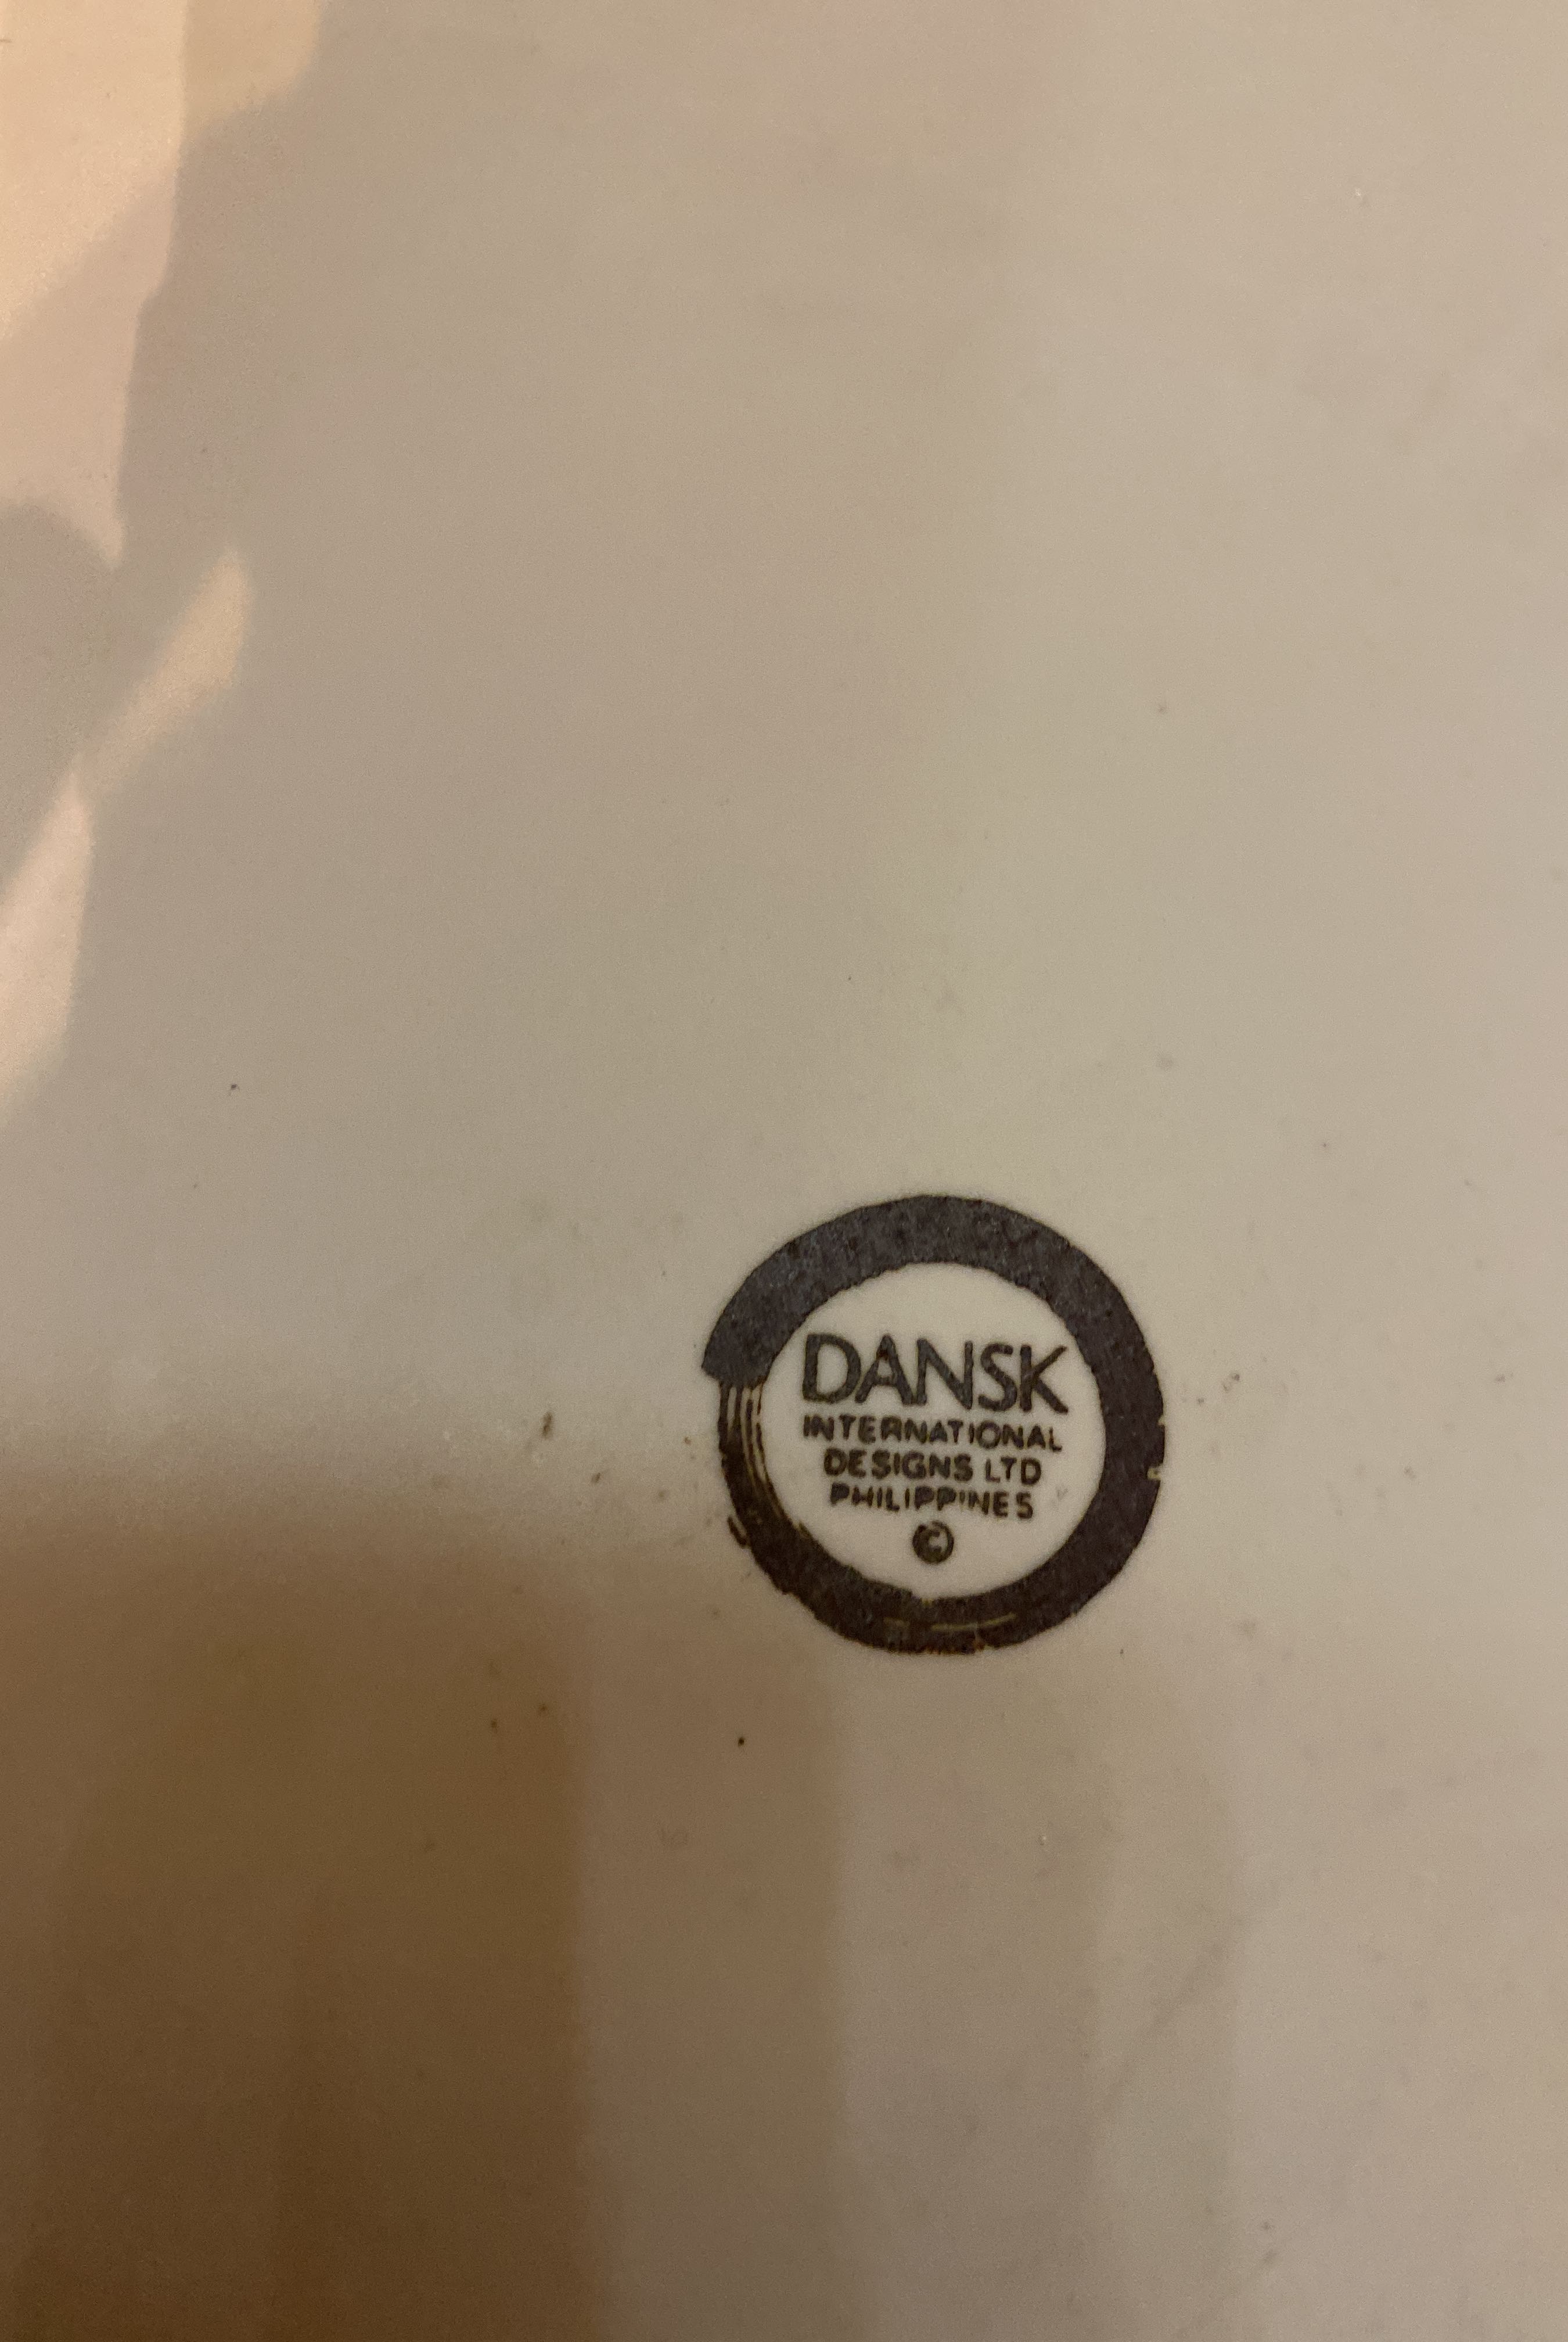 DANSK
INTERNATIONAL
DESIGNS LTD
PHILIPPINES
©